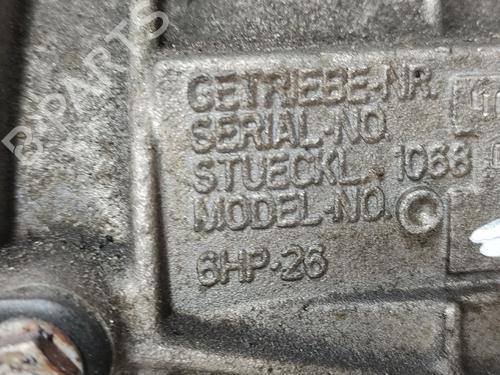 B-PARTS
GETRIEBE-NR.
SERIAL-NO.
STUECKL. 1068
MODEL-NO.
6HP-26